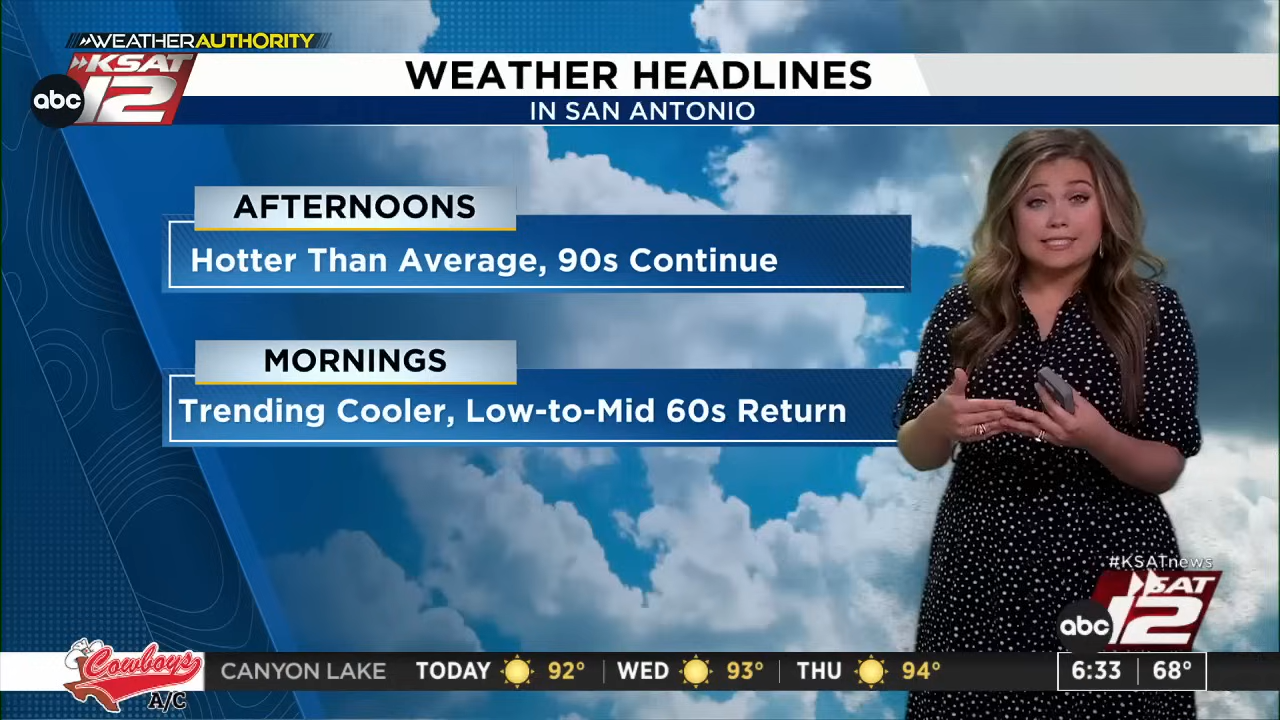 WEATHERAUTHORITY
KSAT
abc 12
WEATHER HEADLINES
IN SAN ANTONIO
AFTERNOONS
Hotter Than Average, 90s Continue
MORNINGS
Trending Cooler, Low-to-Mid 60s Return
#KSATnews
KSAT
abc 12
Cowboys
A/C
CANYON LAKE TODAY 92° WED 93° THU 94°
6:33 68°